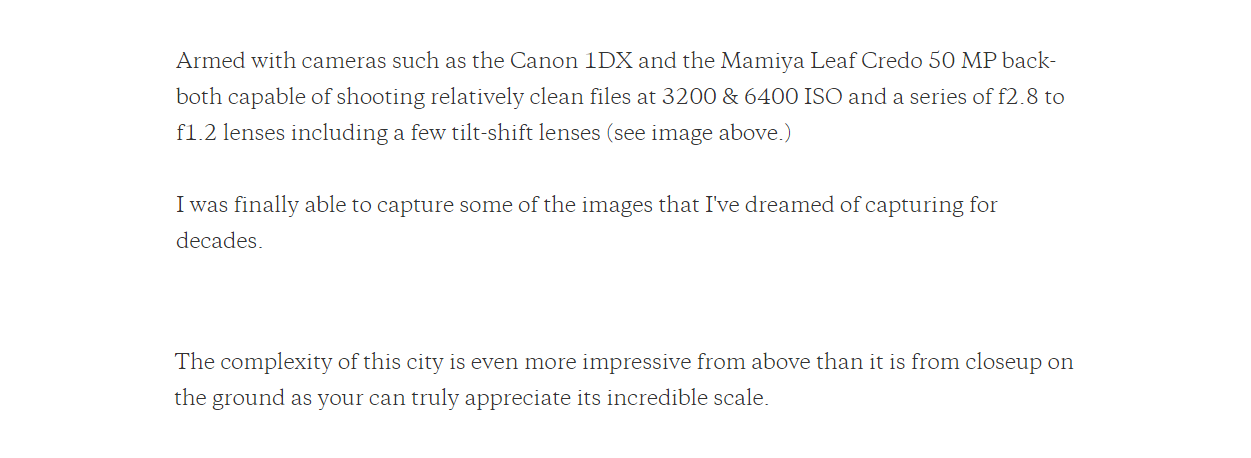 Armed with cameras such as the Canon 1DX and the Mamiya Leaf Credo 50 MP back-
both capable of shooting relatively clean files at 3200 & 6400 ISO and a series of f2.8 to
f1.2 lenses including a few tilt-shift lenses (see image above.)
I was finally able to capture some of the images that I've dreamed of capturing for
decades.
The complexity of this city is even more impressive from above than it is from closeup on
the ground as your can truly appreciate its incredible scale.